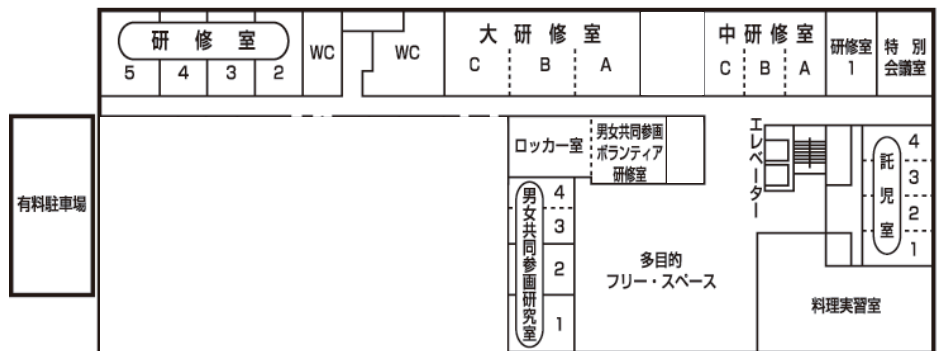 研修室
5 4 3 2
WC
WC
大研修室
C B A
中研修室
C B A
研修室
1
特別
会議室
有料駐車場
ロッカー室
男女共同参画
ボランティア
研修室
エレベーター
託児室
4
3
2
1
男女共同参画研究室
4
3
2
1
多目的
フリー・スペース
料理実習室